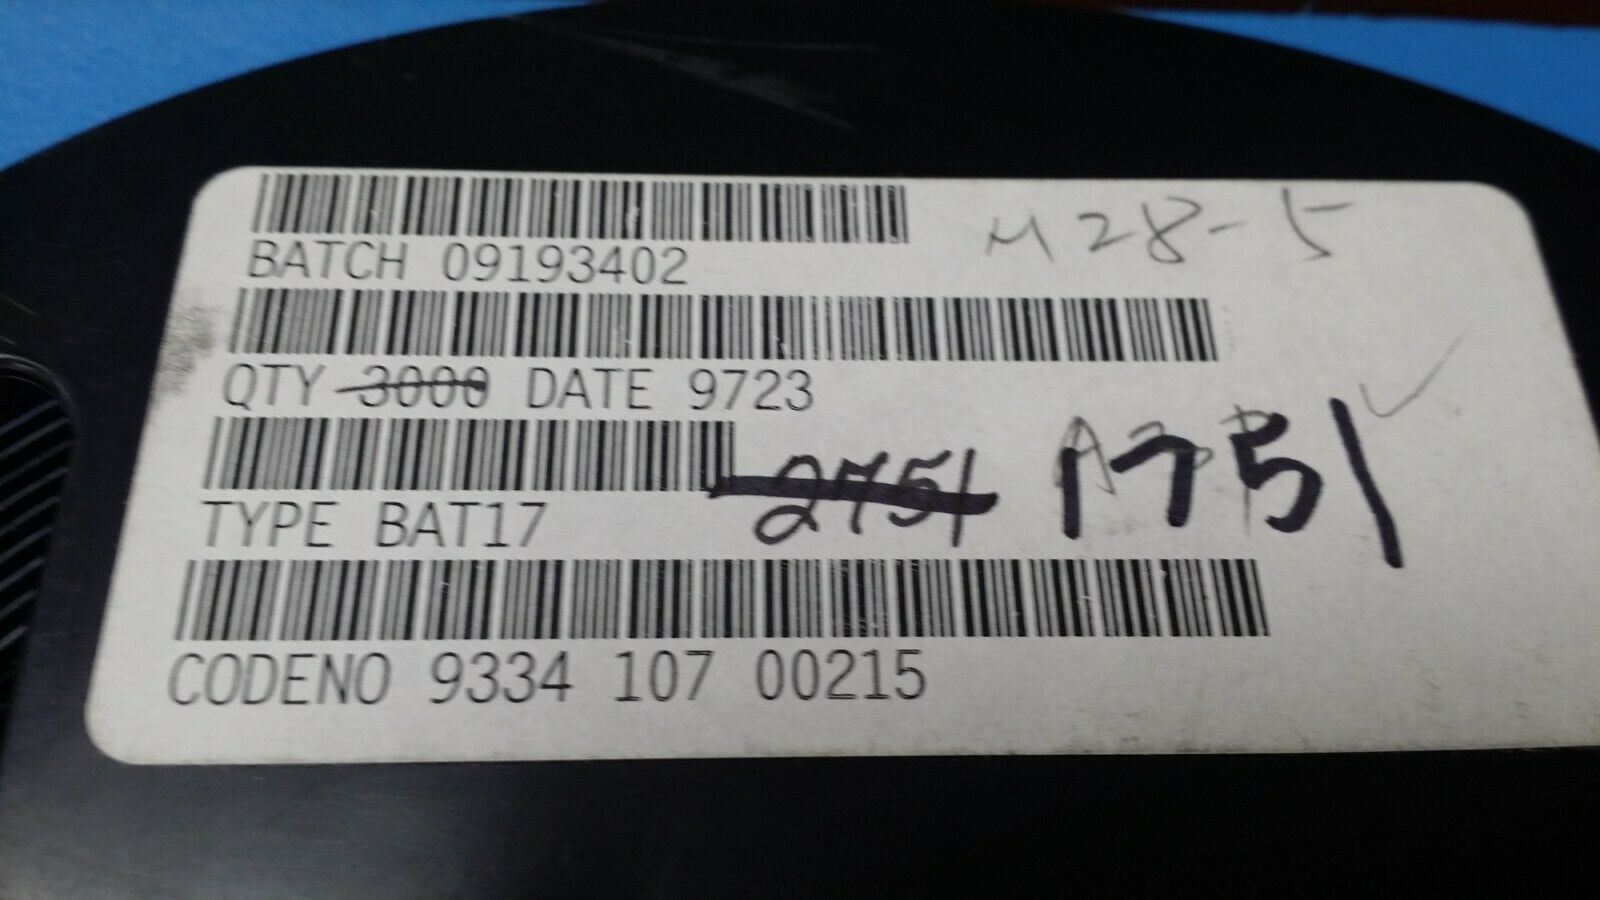 M28-5
BATCH 09193402
QTY 3000 DATE 9723
2751 1751
TYPE BAT17
CODENO 9334 107 00215